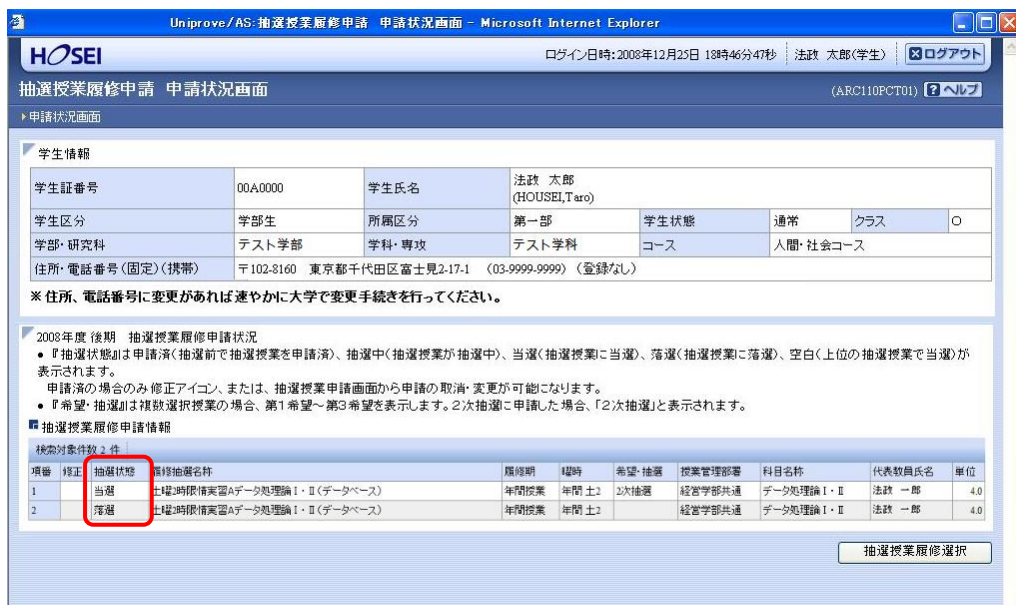 Uniprove/AS:抽選授業履修申請 申請状況画面 - Microsoft Internet Explorer
HOSEI ログイン日時:2008年12月25日 18時46分47秒 法政 太郎(学生) ログアウト
抽選授業履修申請 申請状況画面 (ARC110PCT01) ? ヘルプ
申請状況画面
学生情報
学生証番号 00A0000 学生氏名 法政 太郎
(HOUSEI,Taro)
学生区分 学部生 所属区分 第一部 学生状態 通常 クラス O
学部・研究科 テスト学部 学科・専攻 テスト学科 コース 人間・社会コース
住所・電話番号(固定)(携帯) 〒102-8160 東京都千代田区富士見2-17-1 (03-9999-9999) (登録なし)
※住所、電話番号に変更があれば速やかに大学で変更手続きを行ってください。
2008年度 後期 抽選授業履修申請状況
● 『抽選状態』は申請済(抽選前で抽選授業を申請済)、抽選中(抽選授業が抽選中)、当選(抽選授業に当選)、落選(抽選授業に落選)、空白(上位の抽選授業で当選)が
表示されます。
申請済の場合のみ修正アイコン、または、抽選授業申請画面から申請の取消・変更が可能になります。
● 『希望・抽選』は複数選択授業の場合、第1希望～第3希望を表示します。2次抽選に申請した場合、「2次抽選」と表示されます。
抽選授業履修申請情報
検索対象件数 2 件
項番 修正 抽選状態 履修抽選名称 履修期 曜時 希望・抽選 授業管理部署 科目名称 代表教員氏名 単位
1 当選 土曜2時限情実習Aデータ処理論Ⅰ・Ⅱ(データベース) 年間授業 年間 土2 2次抽選 経営学部共通 データ処理論Ⅰ・Ⅱ 法政 一郎 4.0
2 落選 土曜2時限情実習Aデータ処理論Ⅰ・Ⅱ(データベース) 年間授業 年間 土2 経営学部共通 データ処理論Ⅰ・Ⅱ 法政 一郎 4.0
抽選授業履修選択